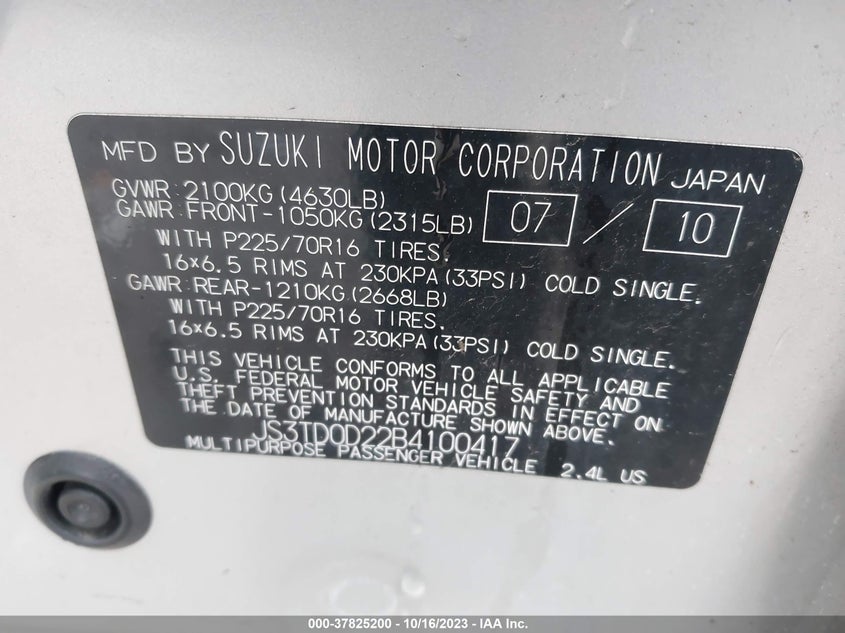 MFD BY SUZUKI MOTOR CORPORATION JAPAN
GVWR:2100KG(4630LB)
GAWR:FRONT-1050KG(2315LB) 07 / 10
WITH P225/70R16 TIRES.
16×6.5 RIMS AT 230KPA(33PSI) COLD SINGLE.
GAWR:REAR-1210KG(2668LB)
WITH P225/70R16 TIRES.
16×6.5 RIMS AT 230KPA(33PSI) COLD SINGLE.
THIS VEHICLE CONFORMS TO ALL APPLICABLE
U.S. FEDERAL MOTOR VEHICLE SAFETY AND
THEFT PREVENTION STANDARDS IN EFFECT ON
THE DATE OF MANUFACTURE SHOWN ABOVE.
JS3TD0D22B4100417
MULTIPURPOSE PASSENGER VEHICLE 2.4L US
000-37825200 - 10/16/2023 - IAA Inc.